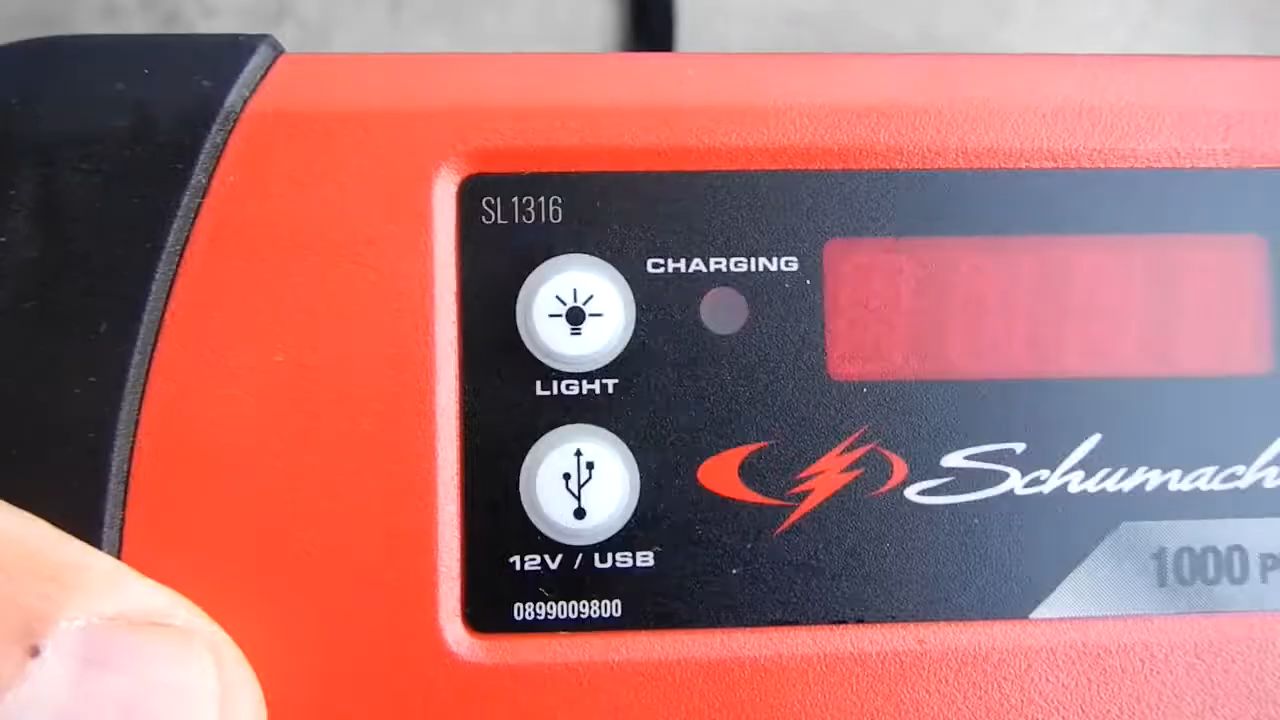 SL1316
CHARGING
LIGHT
Schumach
12V / USB
1000 P
0899009800